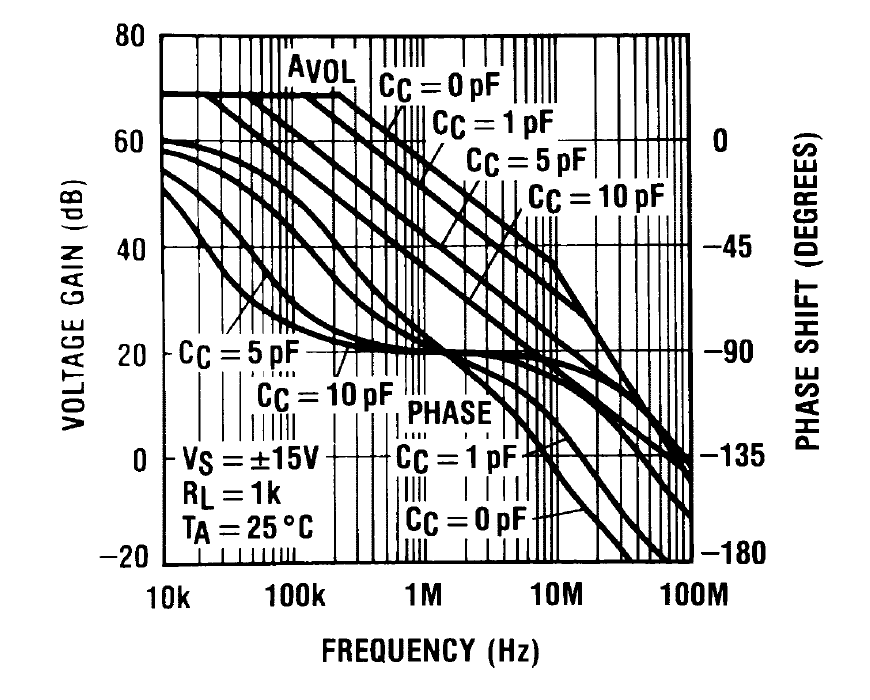 80
60
40
20
0
−20
VOLTAGE GAIN (dB)
AVOL
CC = 0 pF
CC = 1 pF
CC = 5 pF
CC = 10 pF
CC = 5 pF
CC = 10 pF
PHASE
CC = 1 pF
CC = 0 pF
VS = ±15V
RL = 1k
TA = 25°C
0
−45
−90
−135
−180
PHASE SHIFT (DEGREES)
10k 100k 1M 10M 100M
FREQUENCY (Hz)